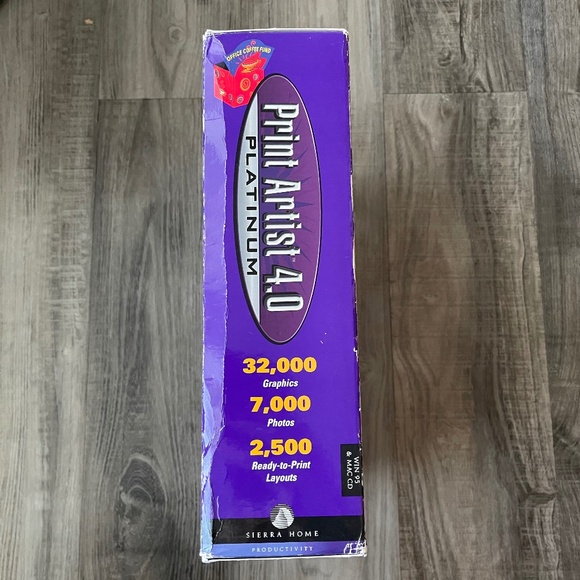 OFFICE COFFEE FUND
Print Artist™ 4.0
PLATINUM
32,000
Graphics
7,000
Photos
2,500
Ready-to-Print
Layouts
WIN 95
& MAC CD
SIERRA HOME
PRODUCTIVITY